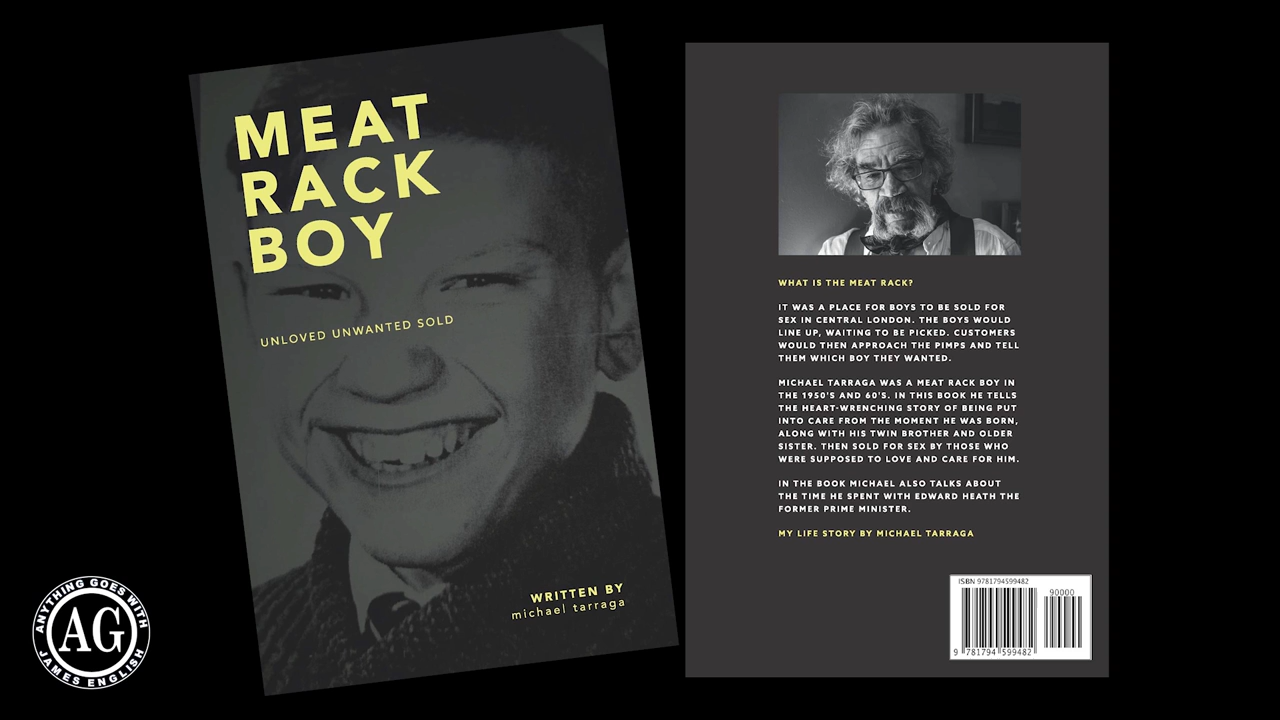 MEAT
RACK
BOY
UNLOVED UNWANTED SOLD
WRITTEN BY
michael tarraga
WHAT IS THE MEAT RACK?
IT WAS A PLACE FOR BOYS TO BE SOLD FOR
SEX IN CENTRAL LONDON. THE BOYS WOULD
LINE UP, WAITING TO BE PICKED. CUSTOMERS
WOULD THEN APPROACH THE PIMPS AND TELL
THEM WHICH BOY THEY WANTED.
MICHAEL TARRAGA WAS A MEAT RACK BOY IN
THE 1950'S AND 60'S. IN THIS BOOK HE TELLS
THE HEART-WRENCHING STORY OF BEING PUT
INTO CARE FROM THE MOMENT HE WAS BORN,
ALONG WITH HIS TWIN BROTHER AND OLDER
SISTER. THEN SOLD FOR SEX BY THOSE WHO
WERE SUPPOSED TO LOVE AND CARE FOR HIM.
IN THE BOOK MICHAEL ALSO TALKS ABOUT
THE TIME HE SPENT WITH EDWARD HEATH THE
FORMER PRIME MINISTER.
MY LIFE STORY BY MICHAEL TARRAGA
ISBN 9781794599482
90000
9 781794 599482
ANYTHING GOES WITH
AG
JAMES ENGLISH